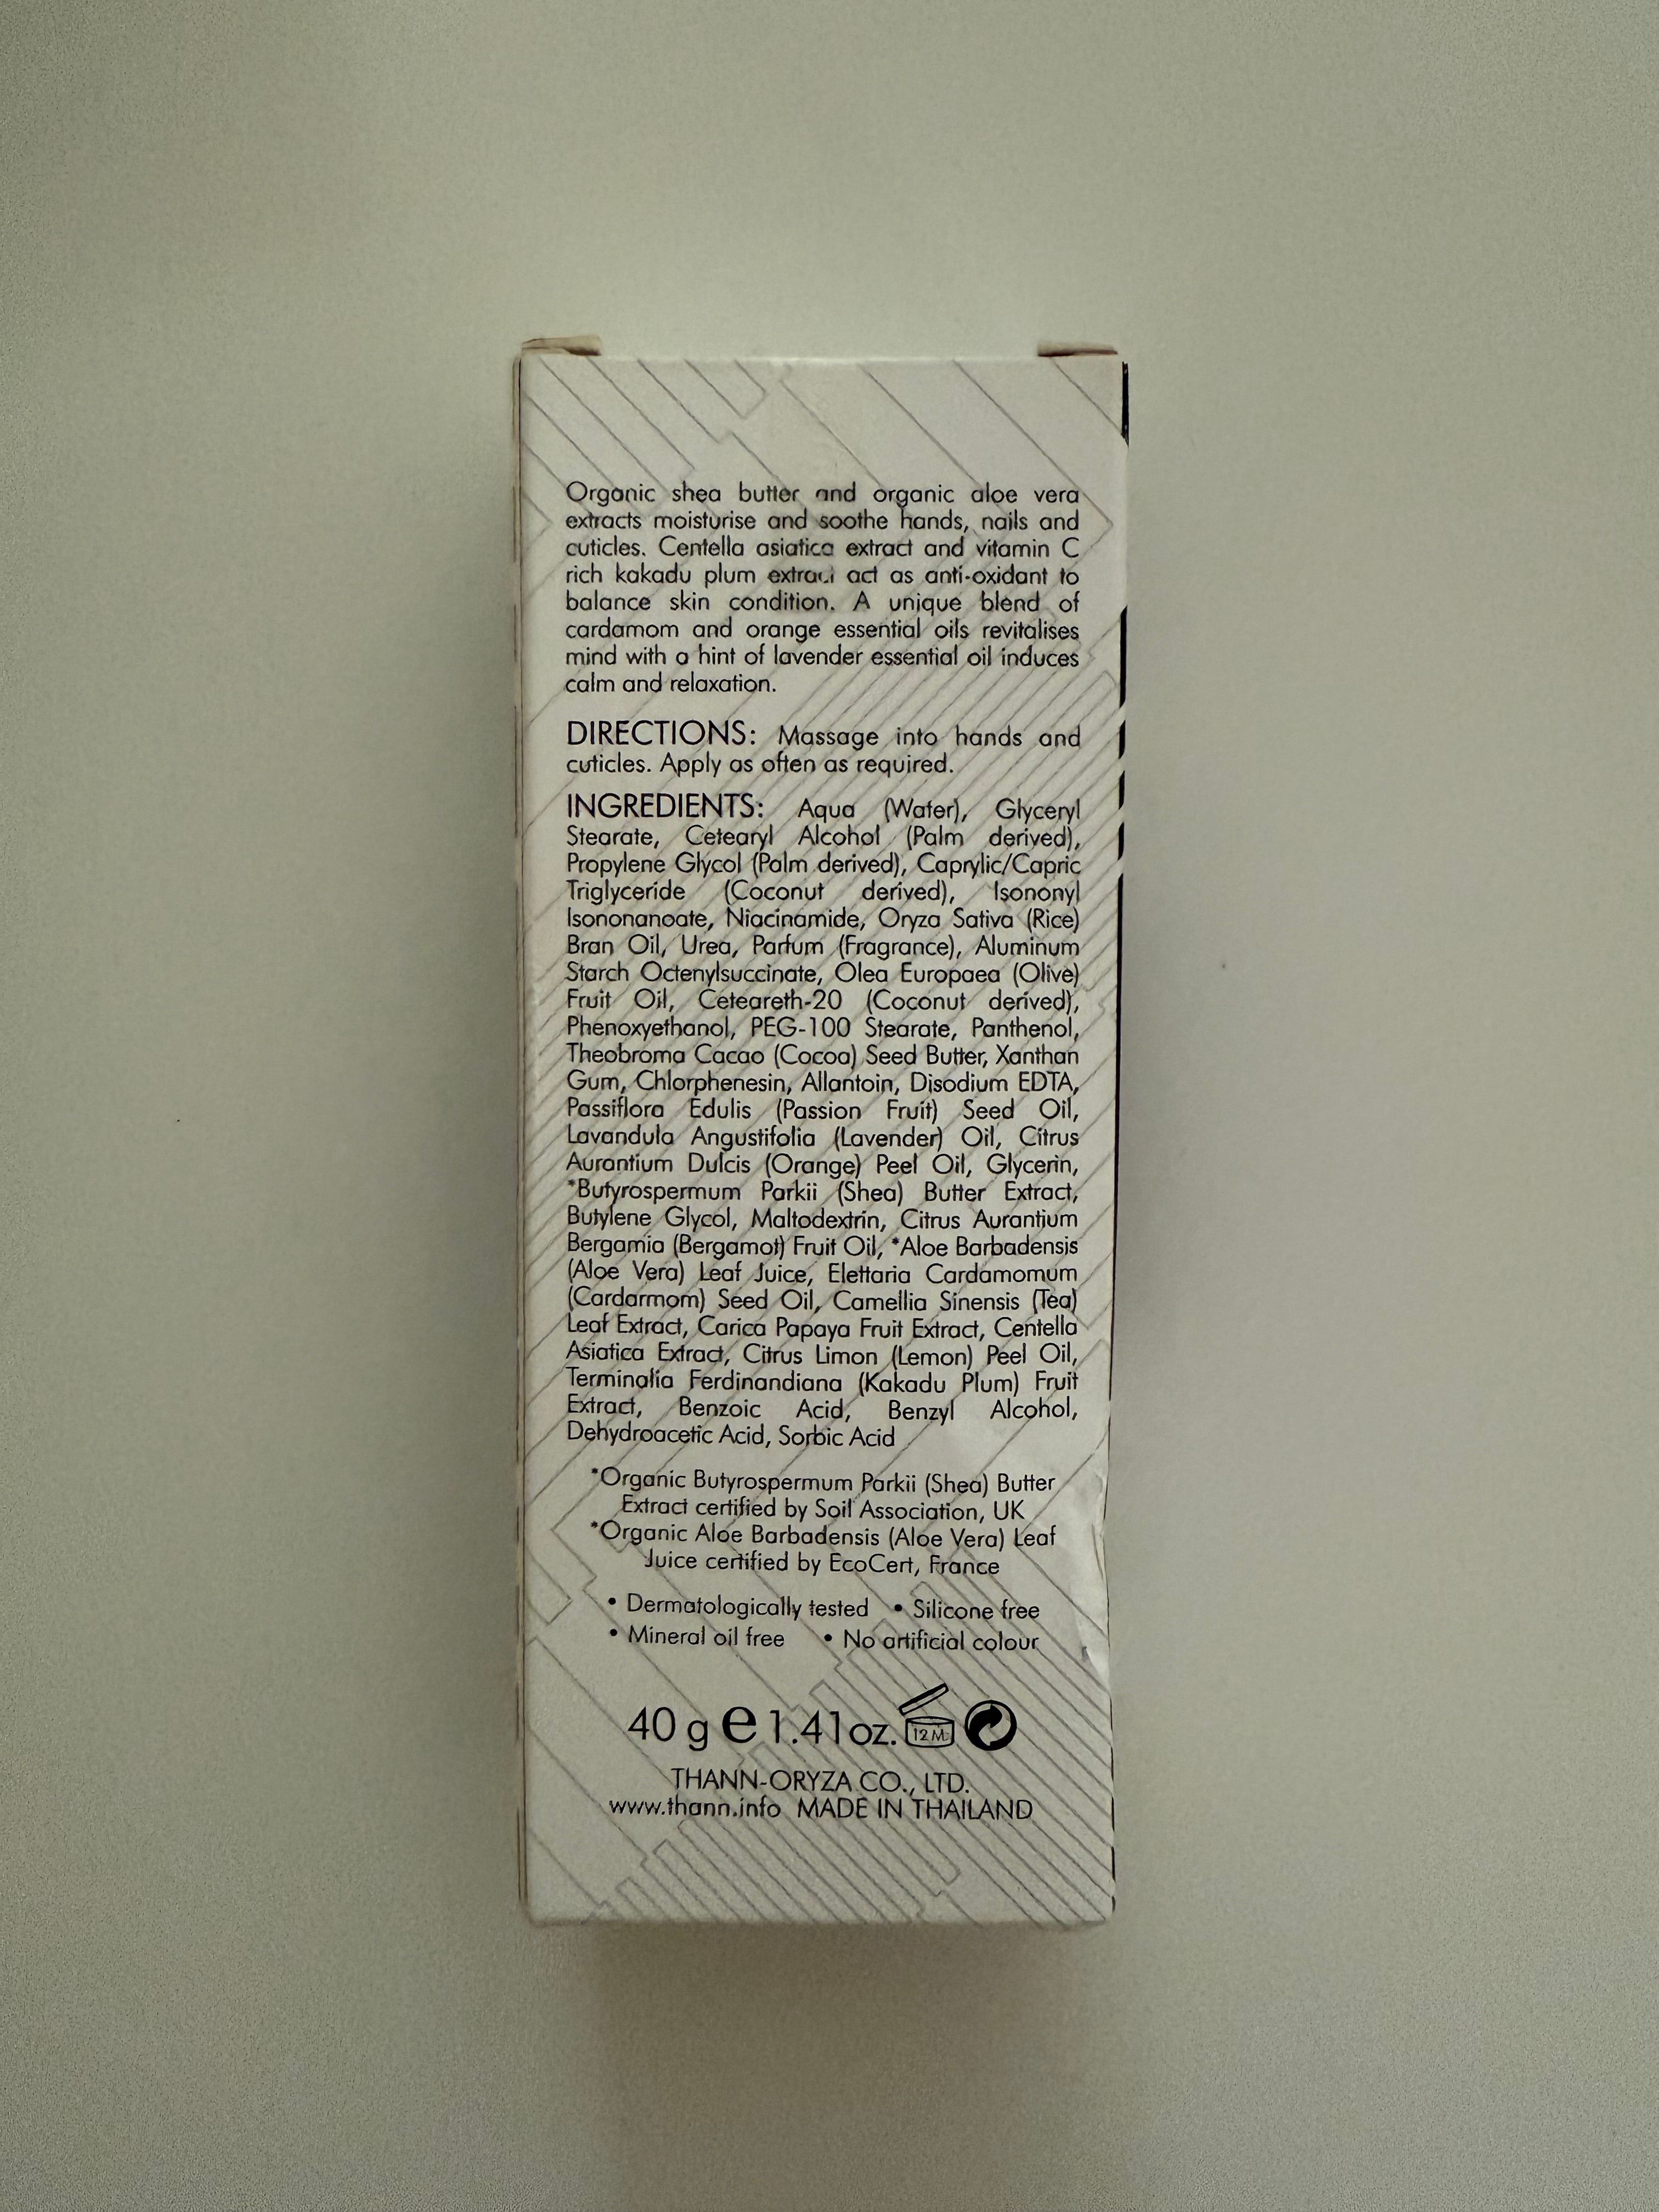 Organic shea butter and organic aloe vera
extracts moisturise and soothe hands, nails and
cuticles. Centella asiatica extract and vitamin C
rich kakadu plum extract act as anti-oxidant to
balance skin condition. A unique blend of
cardamom and orange essential oils revitalises
mind with a hint of lavender essential oil induces
calm and relaxation.
DIRECTIONS: Massage into hands and
cuticles. Apply as often as required.
INGREDIENTS: Aqua (Water), Glyceryl
Stearate, Cetearyl Alcohol (Palm derived),
Propylene Glycol (Palm derived), Caprylic/Capric
Triglyceride (Coconut derived), Isononyl
Isononanoate, Niacinamide, Oryza Sativa (Rice)
Bran Oil, Urea, Parfum (Fragrance), Aluminum
Starch Octenylsuccinate, Olea Europaea (Olive)
Fruit Oil, Ceteareth-20 (Coconut derived),
Phenoxyethanol, PEG-100 Stearate, Panthenol,
Theobroma Cacao (Cocoa) Seed Butter, Xanthan
Gum, Chlorphenesin, Allantoin, Disodium EDTA,
Passiflora Edulis (Passion Fruit) Seed Oil,
Lavandula Angustifolia (Lavender) Oil, Citrus
Aurantium Dulcis (Orange) Peel Oil, Glycerin,
*Butyrospermum Parkii (Shea) Butter Extract,
Butylene Glycol, Maltodextrin, Citrus Aurantium
Bergamia (Bergamot) Fruit Oil, *Aloe Barbadensis
(Aloe Vera) Leaf Juice, Elettaria Cardamomum
(Cardarmom) Seed Oil, Camellia Sinensis (Tea)
Leaf Extract, Carica Papaya Fruit Extract, Centella
Asiatica Extract, Citrus Limon (Lemon) Peel Oil,
Terminalia Ferdinandiana (Kakadu Plum) Fruit
Extract, Benzoic Acid, Benzyl Alcohol,
Dehydroacetic Acid, Sorbic Acid
*Organic Butyrospermum Parkii (Shea) Butter
Extract certified by Soil Association, UK
*Organic Aloe Barbadensis (Aloe Vera) Leaf
Juice certified by EcoCert, France
• Dermatologically tested • Silicone free
• Mineral oil free • No artificial colour
40 g e 1.41 oz. 12 M
THANN-ORYZA CO., LTD.
www.thann.info MADE IN THAILAND